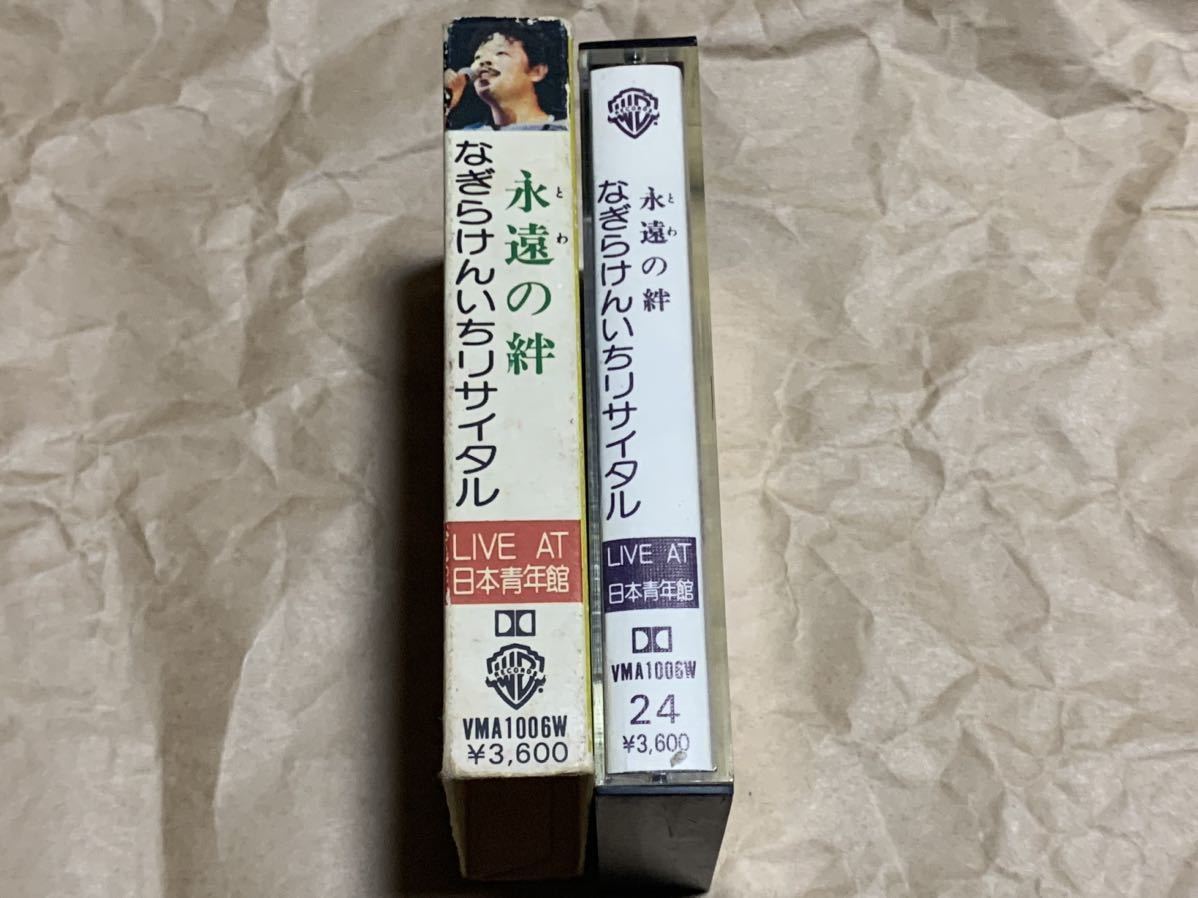 永遠の絆
とわ
なぎらけんいちリサイタル
LIVE AT
日本青年館
RECORDS
VMA1006W
¥3,600
RECORDS
永遠の絆
とわ
なぎらけんいちリサイタル
LIVE AT
日本青年館
VMA1006W
24
¥3,600